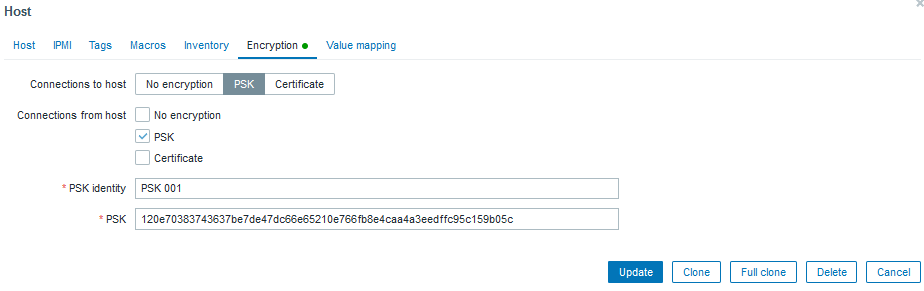 Host
Host IPMI Tags Macros Inventory Encryption Value mapping
Connections to host No encryption PSK Certificate
Connections from host No encryption
PSK
Certificate
* PSK identity PSK 001
* PSK 120e70383743637be7de47dc66e65210e766fb8e4caa4a3eedffc95c159b05c
Update Clone Full clone Delete Cancel